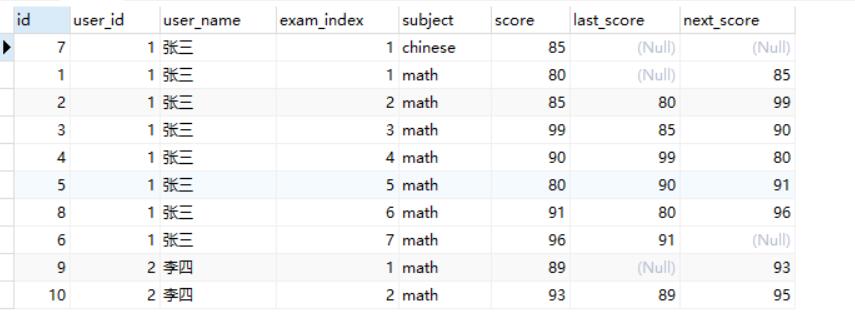 id user_id user_name exam_index subject score last_score next_score
7 1 张三 1 chinese 85 (Null) (Null)
1 1 张三 1 math 80 (Null) 85
2 1 张三 2 math 85 80 99
3 1 张三 3 math 99 85 90
4 1 张三 4 math 90 99 80
5 1 张三 5 math 80 90 91
8 1 张三 6 math 91 80 96
6 1 张三 7 math 96 91 (Null)
9 2 李四 1 math 89 (Null) 93
10 2 李四 2 math 93 89 95